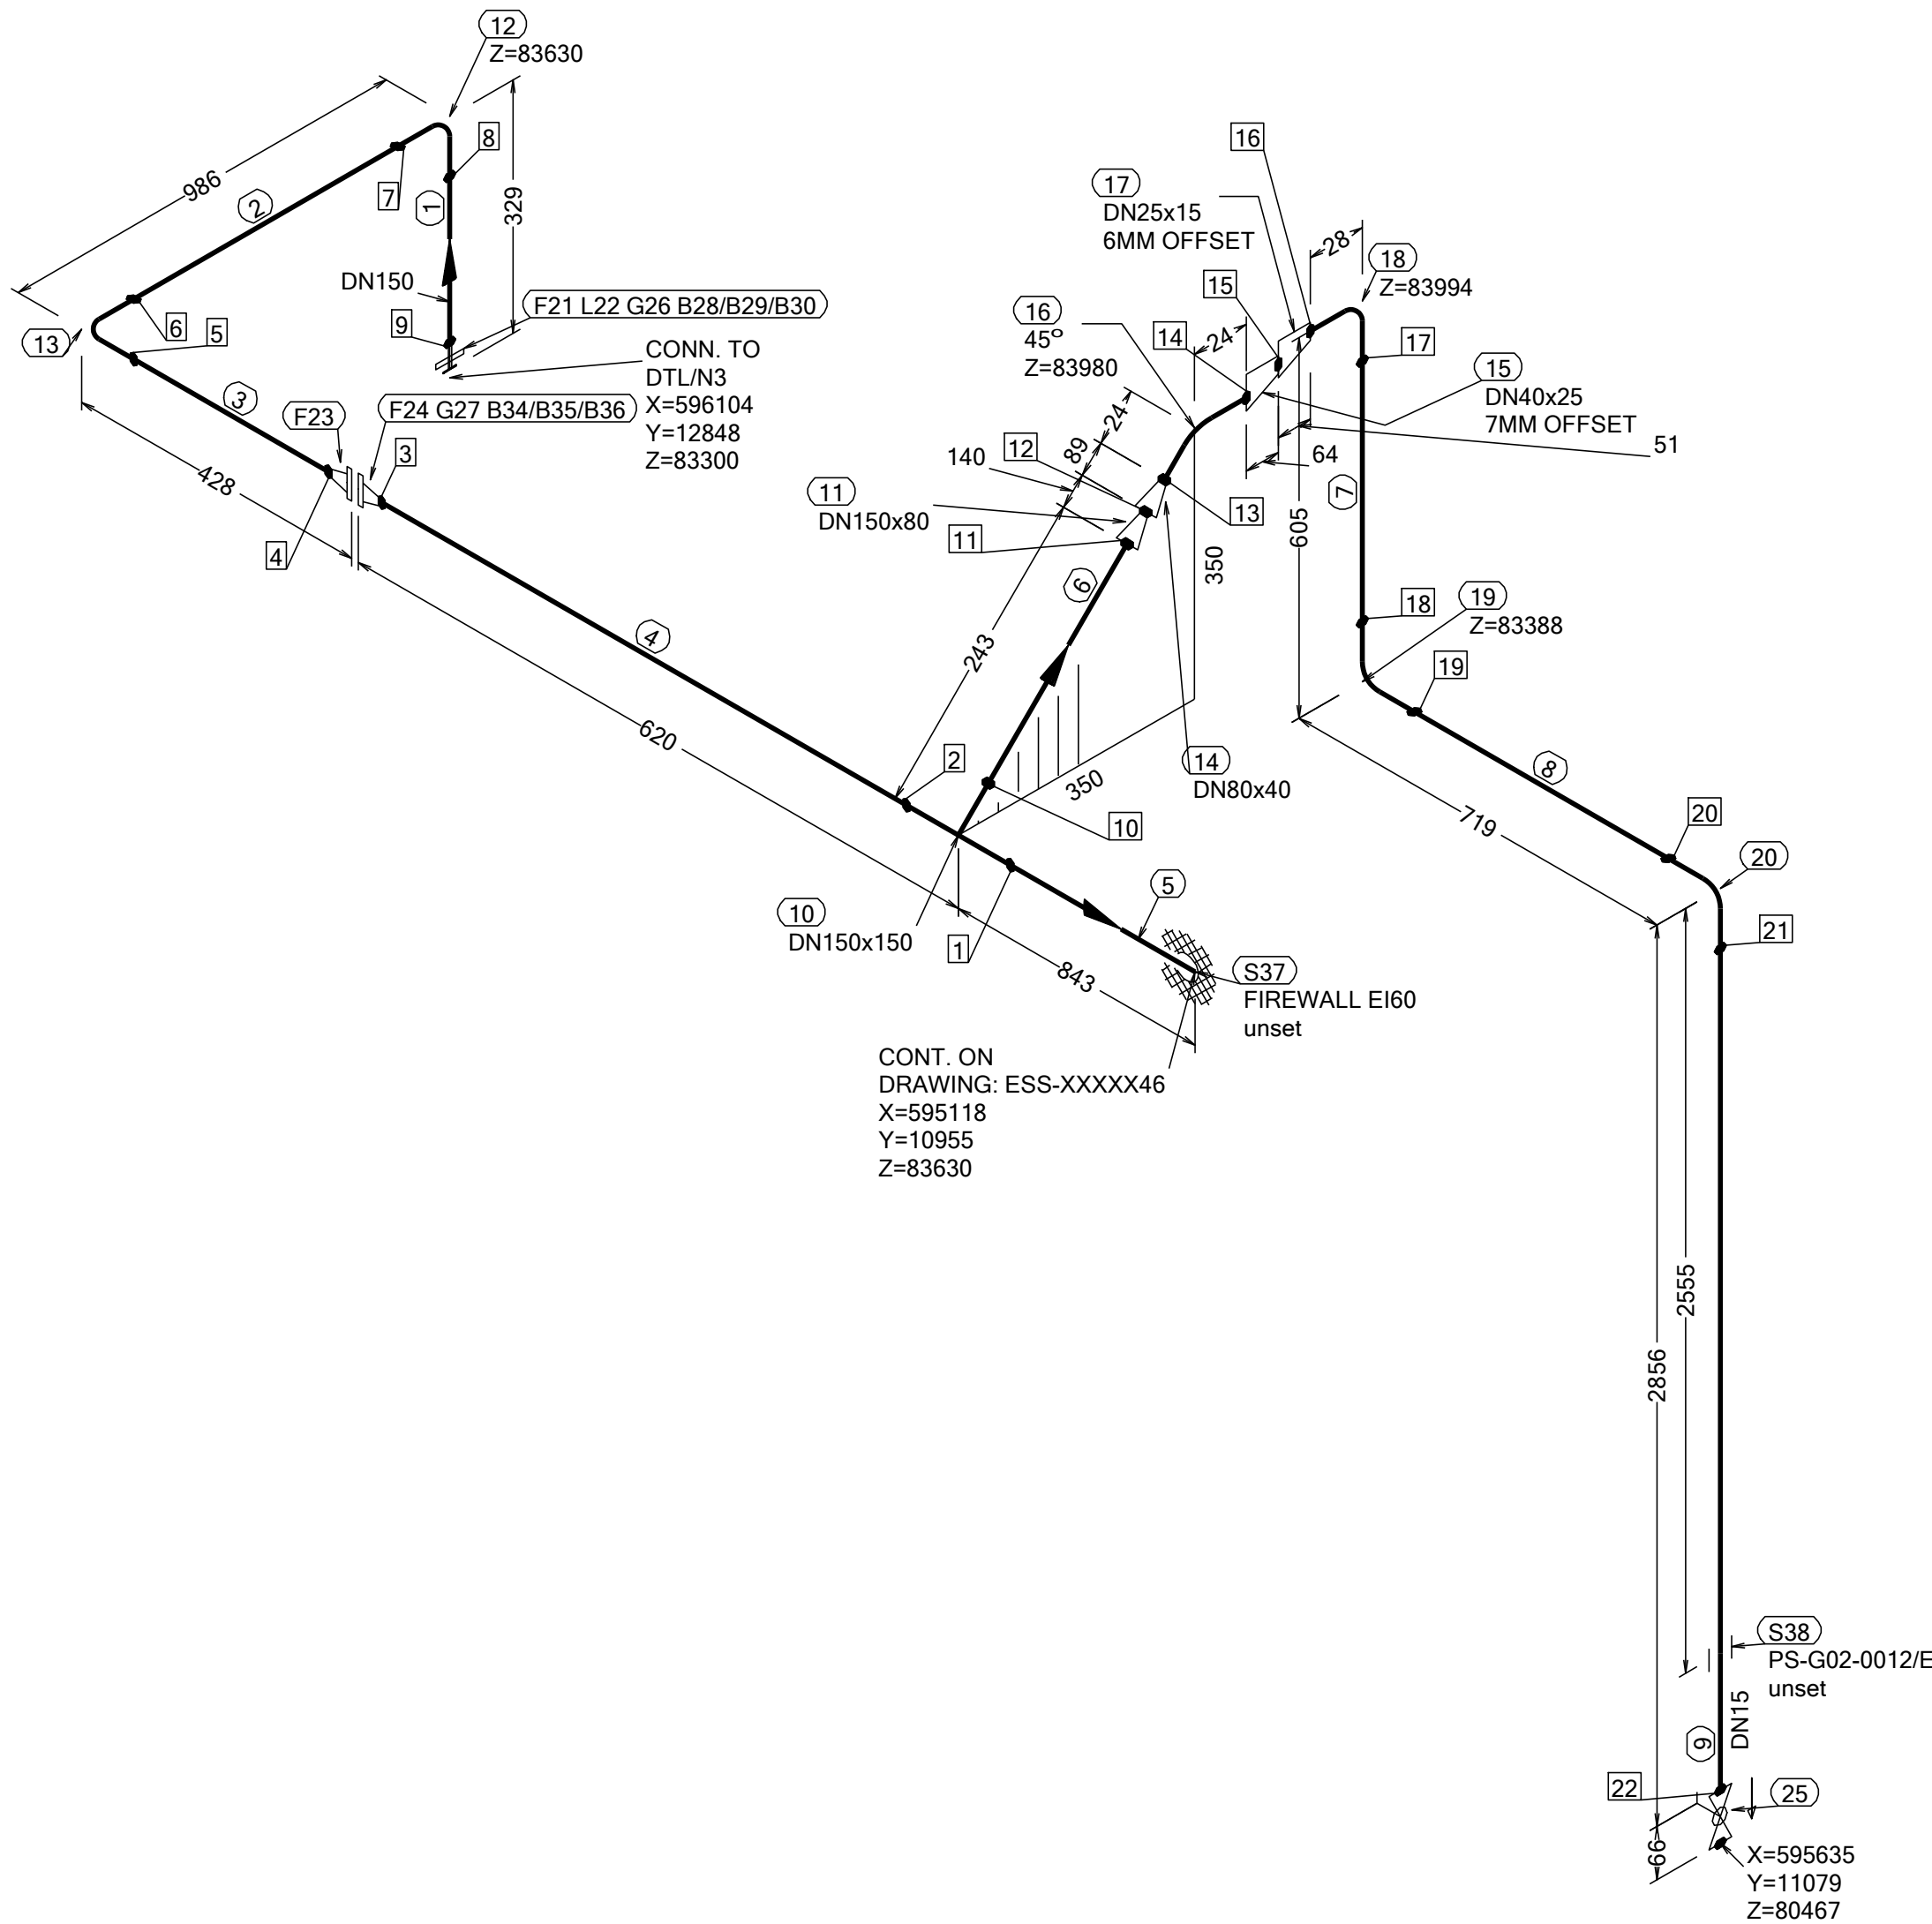 12
Z=83630
986
2
7
8
1
329
DN150
9
F21 L22 G26 B28/B29/B30
CONN. TO
DTL/N3
X=596104
Y=12848
Z=83300
13
6
5
3
F23
F24 G27 B34/B35/B36
3
428
4
4
620
16
17
DN25x15
6MM OFFSET
28
18
Z=83994
15
16
45°
Z=83980
14
24
17
15
DN40x25
7MM OFFSET
51
64
24
89
12
140
11
DN150x80
11
13
7
605
350
6
243
18
19
Z=83388
19
2
14
DN80x40
350
10
8
719
20
20
5
10
DN150x150
1
843
S37
FIREWALL EI60
unset
21
CONT. ON
DRAWING: ESS-XXXXX46
X=595118
Y=10955
Z=83630
2555
2856
S38
PS-G02-0012/E
unset
DN15
9
22
25
66
X=595635
Y=11079
Z=80467